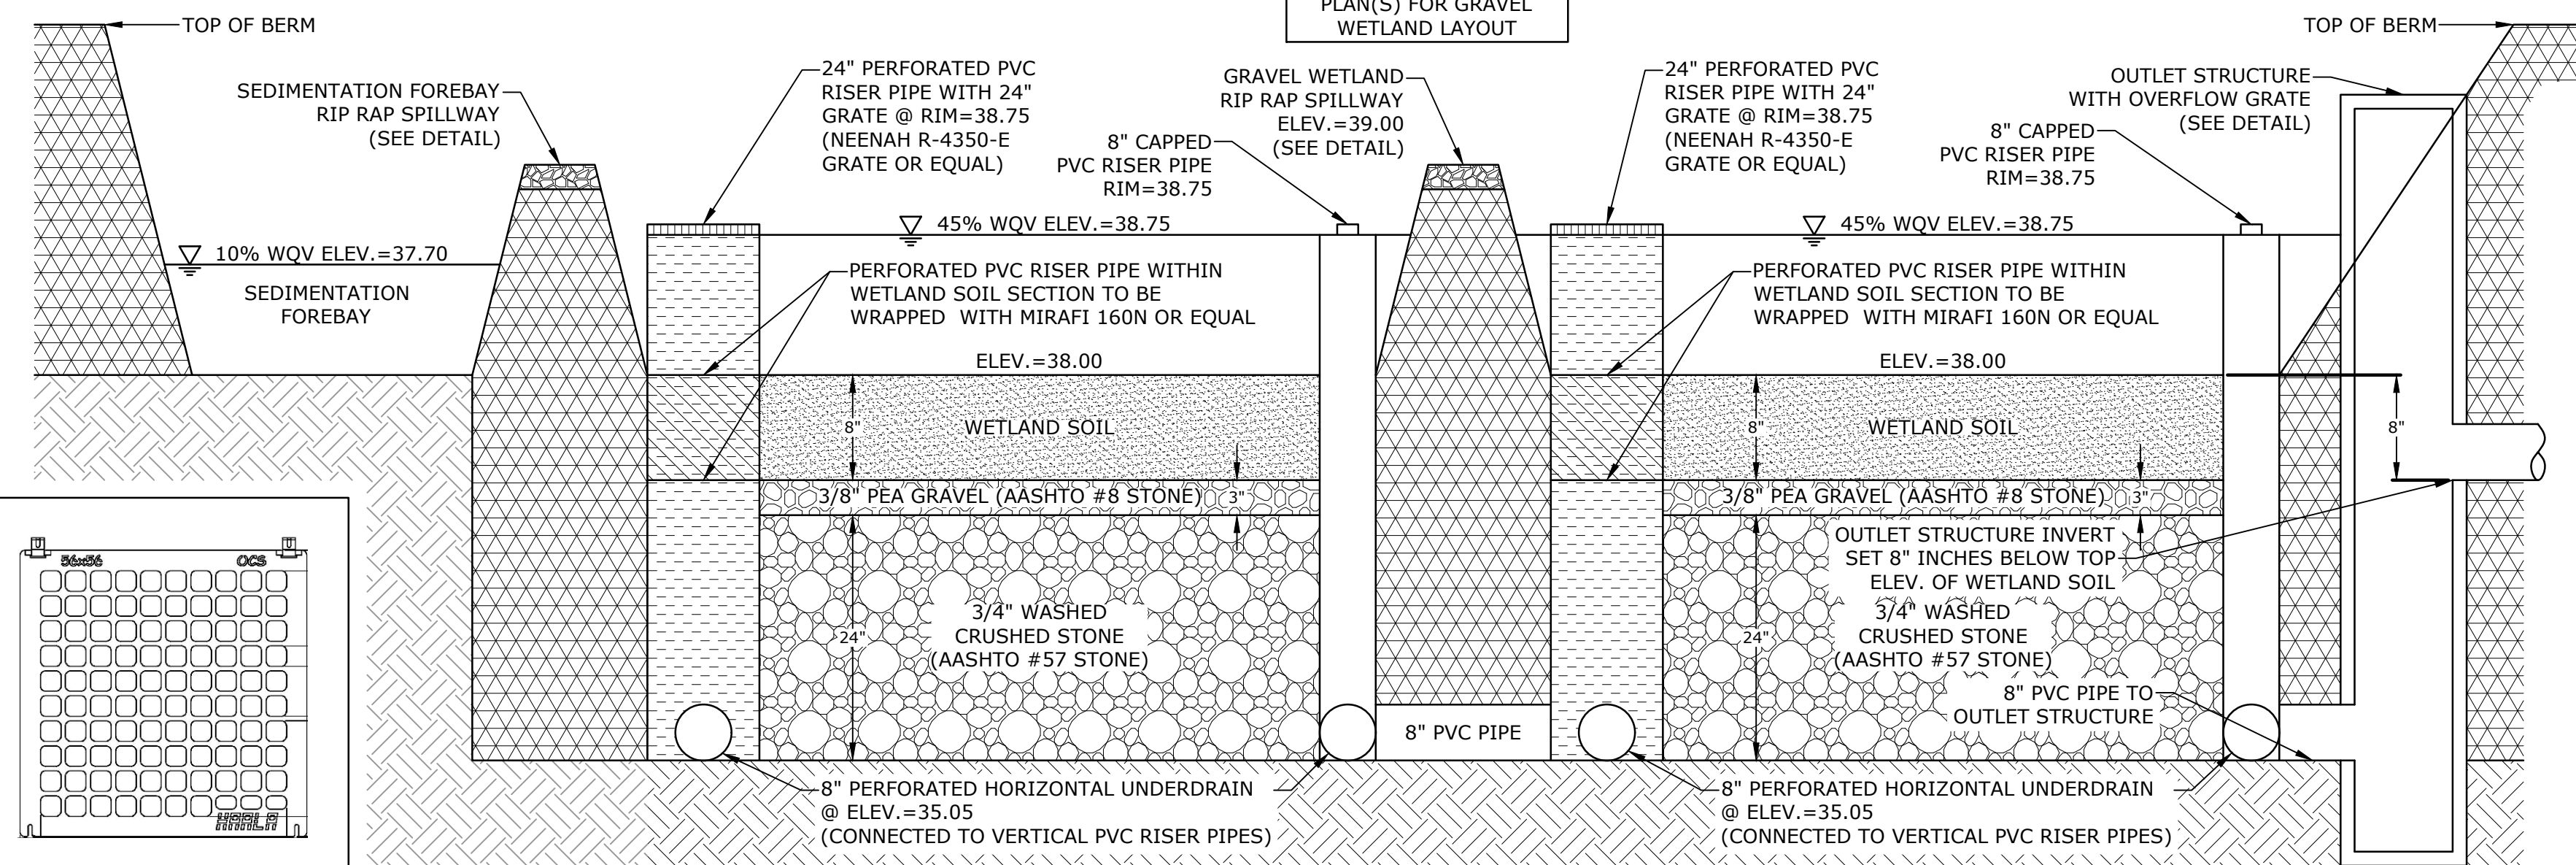 PLAN(S) FOR GRAVEL
WETLAND LAYOUT
TOP OF BERM
TOP OF BERM
SEDIMENTATION FOREBAY
RIP RAP SPILLWAY
(SEE DETAIL)
24" PERFORATED PVC
RISER PIPE WITH 24"
GRATE @ RIM=38.75
(NEENAH R-4350-E
GRATE OR EQUAL)
8" CAPPED
PVC RISER PIPE
RIM=38.75
GRAVEL WETLAND
RIP RAP SPILLWAY
ELEV.=39.00
(SEE DETAIL)
24" PERFORATED PVC
RISER PIPE WITH 24"
GRATE @ RIM=38.75
(NEENAH R-4350-E
GRATE OR EQUAL)
8" CAPPED
PVC RISER PIPE
RIM=38.75
OUTLET STRUCTURE
WITH OVERFLOW GRATE
(SEE DETAIL)
10% WQV ELEV.=37.70
SEDIMENTATION
FOREBAY
45% WQV ELEV.=38.75
45% WQV ELEV.=38.75
PERFORATED PVC RISER PIPE WITHIN
WETLAND SOIL SECTION TO BE
WRAPPED WITH MIRAFI 160N OR EQUAL
PERFORATED PVC RISER PIPE WITHIN
WETLAND SOIL SECTION TO BE
WRAPPED WITH MIRAFI 160N OR EQUAL
ELEV.=38.00
ELEV.=38.00
8"
WETLAND SOIL
8"
WETLAND SOIL
8"
3/8" PEA GRAVEL (AASHTO #8 STONE)
3"
3/8" PEA GRAVEL (AASHTO #8 STONE)
3"
OUTLET STRUCTURE INVERT
SET 8" INCHES BELOW TOP
ELEV. OF WETLAND SOIL
24"
3/4" WASHED
CRUSHED STONE
(AASHTO #57 STONE)
24"
3/4" WASHED
CRUSHED STONE
(AASHTO #57 STONE)
8" PVC PIPE TO
OUTLET STRUCTURE
8" PVC PIPE
8" PERFORATED HORIZONTAL UNDERDRAIN
@ ELEV.=35.05
(CONNECTED TO VERTICAL PVC RISER PIPES)
8" PERFORATED HORIZONTAL UNDERDRAIN
@ ELEV.=35.05
(CONNECTED TO VERTICAL PVC RISER PIPES)
56x56
OCS
HAALA